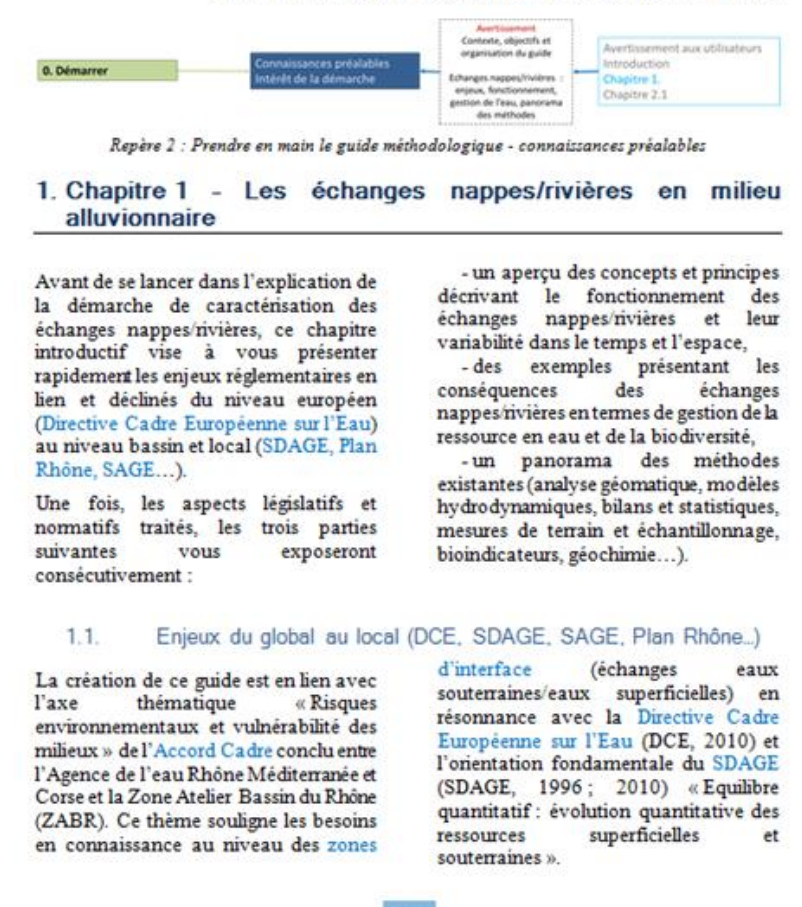 0. Démarrer
Connaissances préalables
Intérêt de la démarche
Avertissement
Contexte, objectifs et
organisation du guide
Echanges nappes/rivières :
enjeux, fonctionnement,
gestion de l'eau, panorama
des méthodes
Avertissement aux utilisateurs
Introduction
Chapitre 1.
Chapitre 2.1
Repère 2 : Prendre en main le guide méthodologique - connaissances préalables
1. Chapitre 1 - Les échanges nappes/rivières en milieu
alluvionnaire
Avant de se lancer dans l'explication de
la démarche de caractérisation des
échanges nappes/rivières, ce chapitre
introductif vise à vous présenter
rapidement les enjeux réglementaires en
lien et déclinés du niveau européen
(Directive Cadre Européenne sur l'Eau)
au niveau bassin et local (SDAGE, Plan
Rhône, SAGE…).
Une fois, les aspects législatifs et
normatifs traités, les trois parties
suivantes vous exposeront
consécutivement :
- un aperçu des concepts et principes
décrivant le fonctionnement des
échanges nappes/rivières et leur
variabilité dans le temps et l'espace,
- des exemples présentant les
conséquences des échanges
nappes/rivières en termes de gestion de la
ressource en eau et de la biodiversité,
- un panorama des méthodes
existantes (analyse géomatique, modèles
hydrodynamiques, bilans et statistiques,
mesures de terrain et échantillonnage,
bioindicateurs, géochimie…).
1.1. Enjeux du global au local (DCE, SDAGE, SAGE, Plan Rhône…)
La création de ce guide est en lien avec
l'axe thématique « Risques
environnementaux et vulnérabilité des
milieux » de l'Accord Cadre conclu entre
l'Agence de l'eau Rhône Méditerranée et
Corse et la Zone Atelier Bassin du Rhône
(ZABR). Ce thème souligne les besoins
en connaissance au niveau des zones
d'interface (échanges eaux
souterraines/eaux superficielles) en
résonnance avec la Directive Cadre
Européenne sur l'Eau (DCE, 2010) et
l'orientation fondamentale du SDAGE
(SDAGE, 1996 ; 2010) « Equilibre
quantitatif : évolution quantitative des
ressources superficielles et
souterraines ».